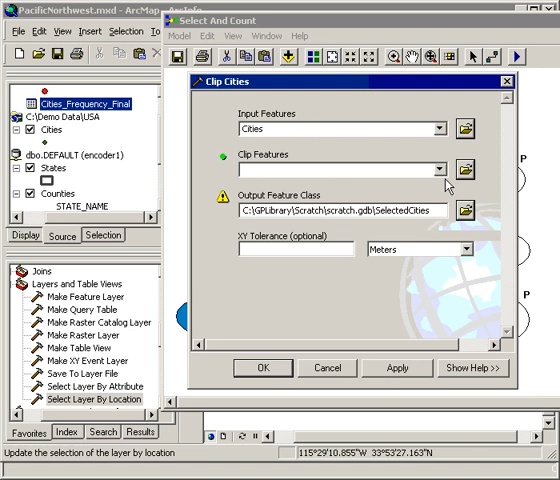 PacificNorthwest.mxd - ArcMap - ArcInfo
File Edit View Insert Selection
Select And Count
Model Edit View Window Help
Cities_Frequency_Final
C:\Demo Data\USA
Cities
dbo.DEFAULT (encoder1)
States
Counties
STATE_NAME
Display Source Selection
Joins
Layers and Table Views
Make Feature Layer
Make Query Table
Make Raster Catalog Layer
Make Raster Layer
Make Table View
Make XY Event Layer
Save To Layer File
Select Layer By Attribute
Select Layer By Location
Favorites Index Search Results
Clip Cities
Input Features
Cities
Clip Features
Output Feature Class
C:\GPLibrary\Scratch\scratch.gdb\SelectedCities
XY Tolerance (optional)
Meters
OK Cancel Apply Show Help >>
P
P
Update the selection of the layer by location
115°29'10.855"W 33°53'27.163"N